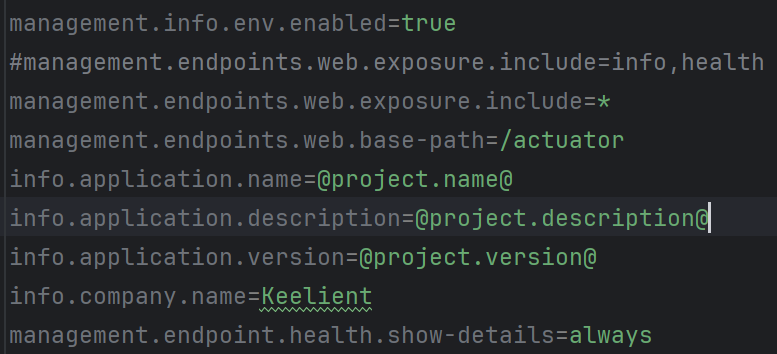 management.info.env.enabled=true
#management.endpoints.web.exposure.include=info,health
management.endpoints.web.exposure.include=*
management.endpoints.web.base-path=/actuator
info.application.name=@project.name@
info.application.description=@project.description@
info.application.version=@project.version@
info.company.name=Keelient
management.endpoint.health.show-details=always